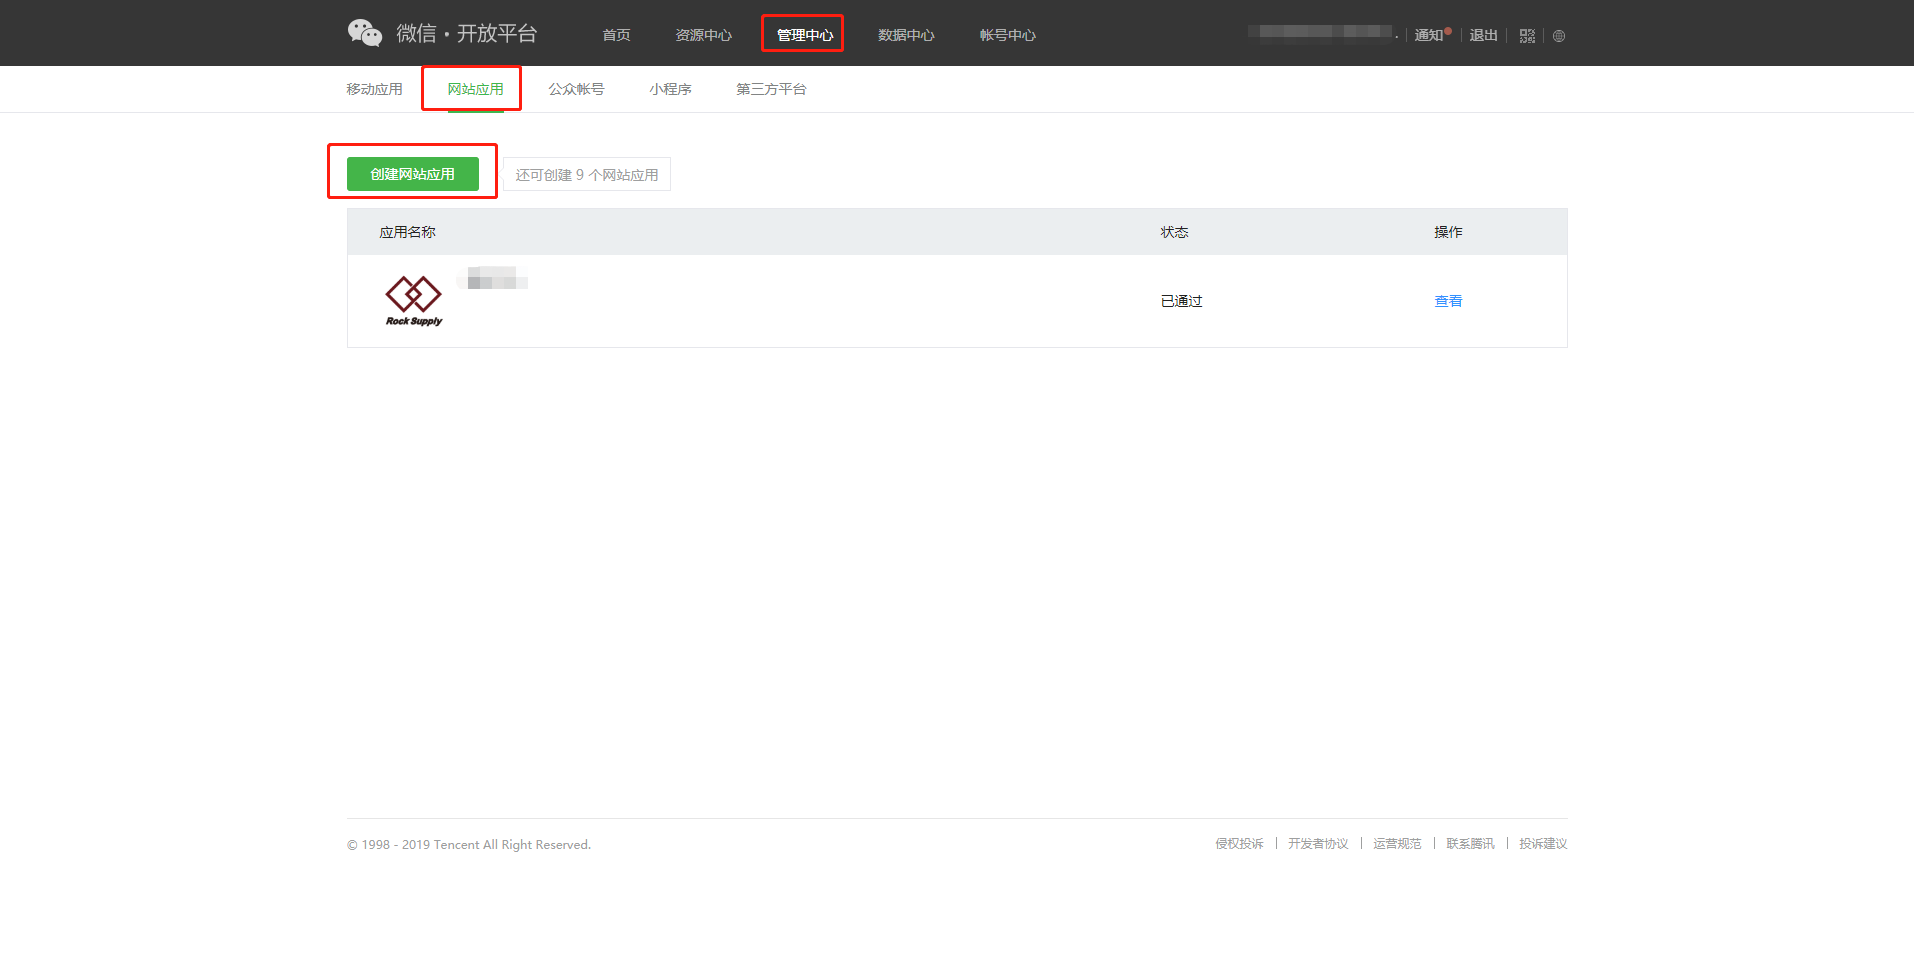 微信·开放平台 首页 资源中心 管理中心 数据中心 帐号中心 通知 退出
移动应用 网站应用 公众帐号 小程序 第三方平台
创建网站应用 还可创建 9 个网站应用
应用名称 状态 操作
Rock Supply 已通过 查看
© 1998 - 2019 Tencent All Right Reserved. 侵权投诉 | 开发者协议 | 运营规范 | 联系腾讯 | 投诉建议